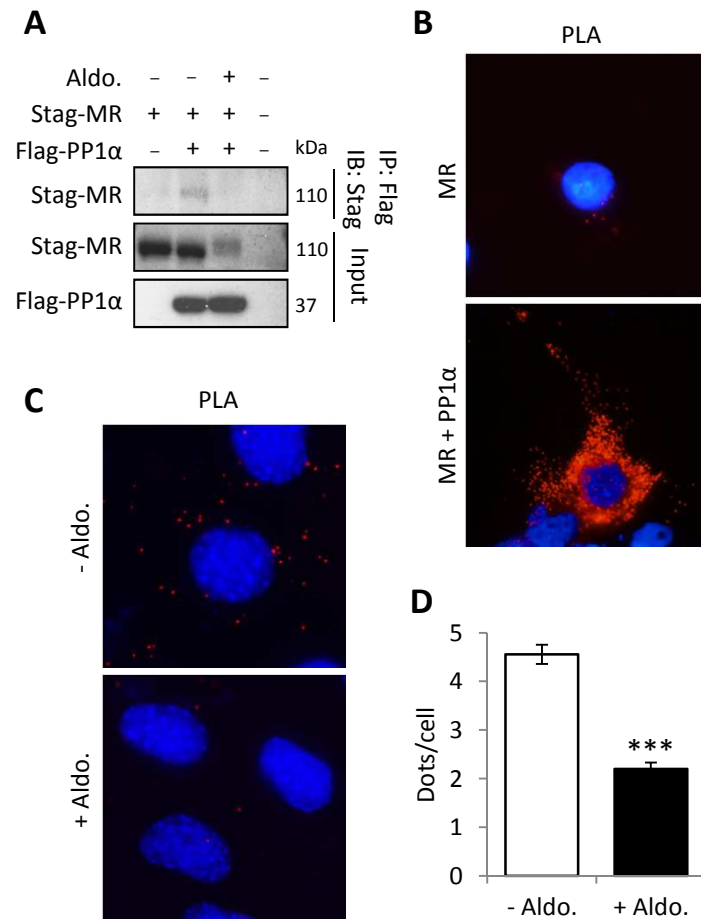 A
Aldo. – – + –
Stag-MR + + + –
Flag-PP1α – + + – kDa
Stag-MR 110
IP: Flag
IB: Stag
Stag-MR 110
Flag-PP1α 37
Input
B
PLA
MR
MR + PP1α
C
PLA
- Aldo.
+ Aldo.
D
Dots/cell
5
4
3
2
1
0
***
- Aldo. + Aldo.